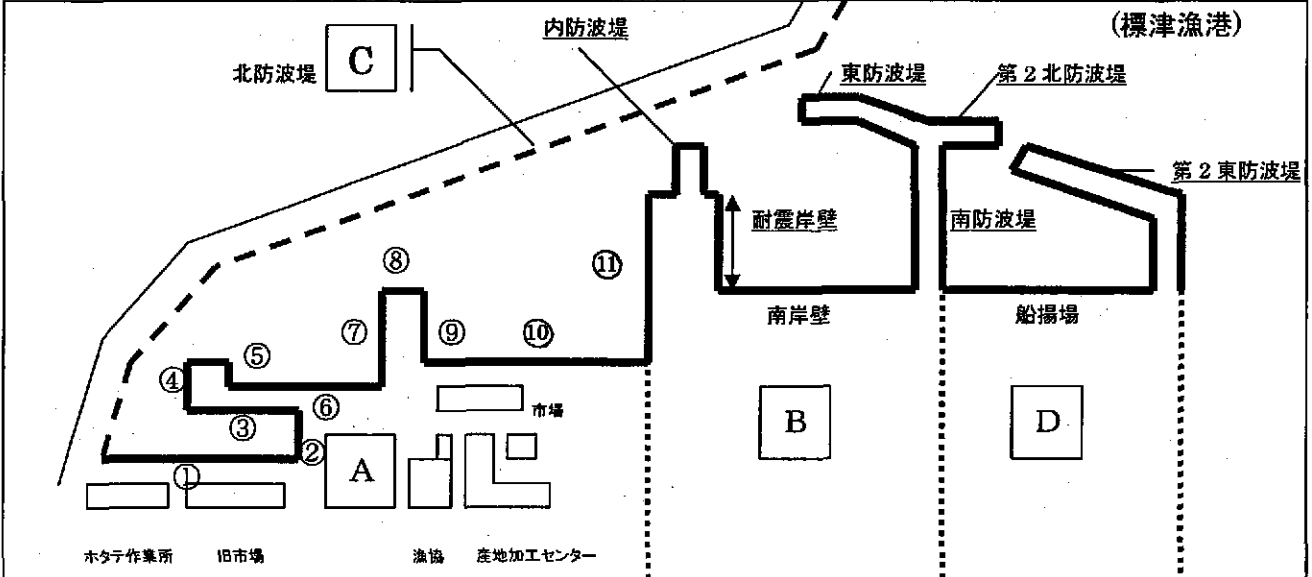 (標津漁港)
内防波堤
北防波堤
C
東防波堤
第2北防波堤
第2東防波堤
耐震岸壁
南防波堤
⑧
⑪
南岸壁
船揚場
⑦
⑨
⑩
⑤
④
⑥
市場
③
B
D
②
A
①
ホタテ作業所
旧市場
漁協
産地加工センター